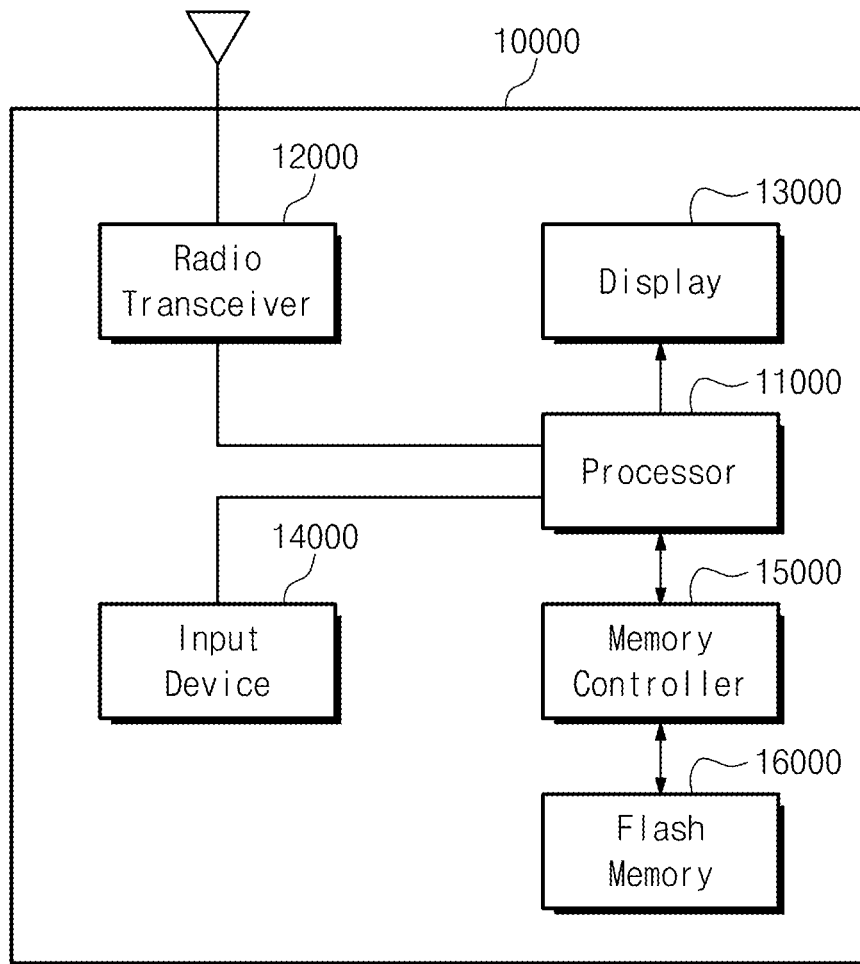 10000
12000
Radio
Transceiver
13000
Display
11000
Processor
14000
Input
Device
15000
Memory
Controller
16000
Flash
Memory